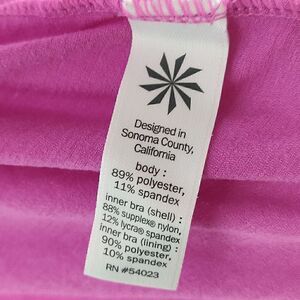 Designed in
Sonoma County,
California
body :
89% polyester,
11% spandex
inner bra (shell) :
88% supplex® nylon,
12% lycra® spandex
inner bra (lining) :
90% polyester,
10% spandex
RN #54023